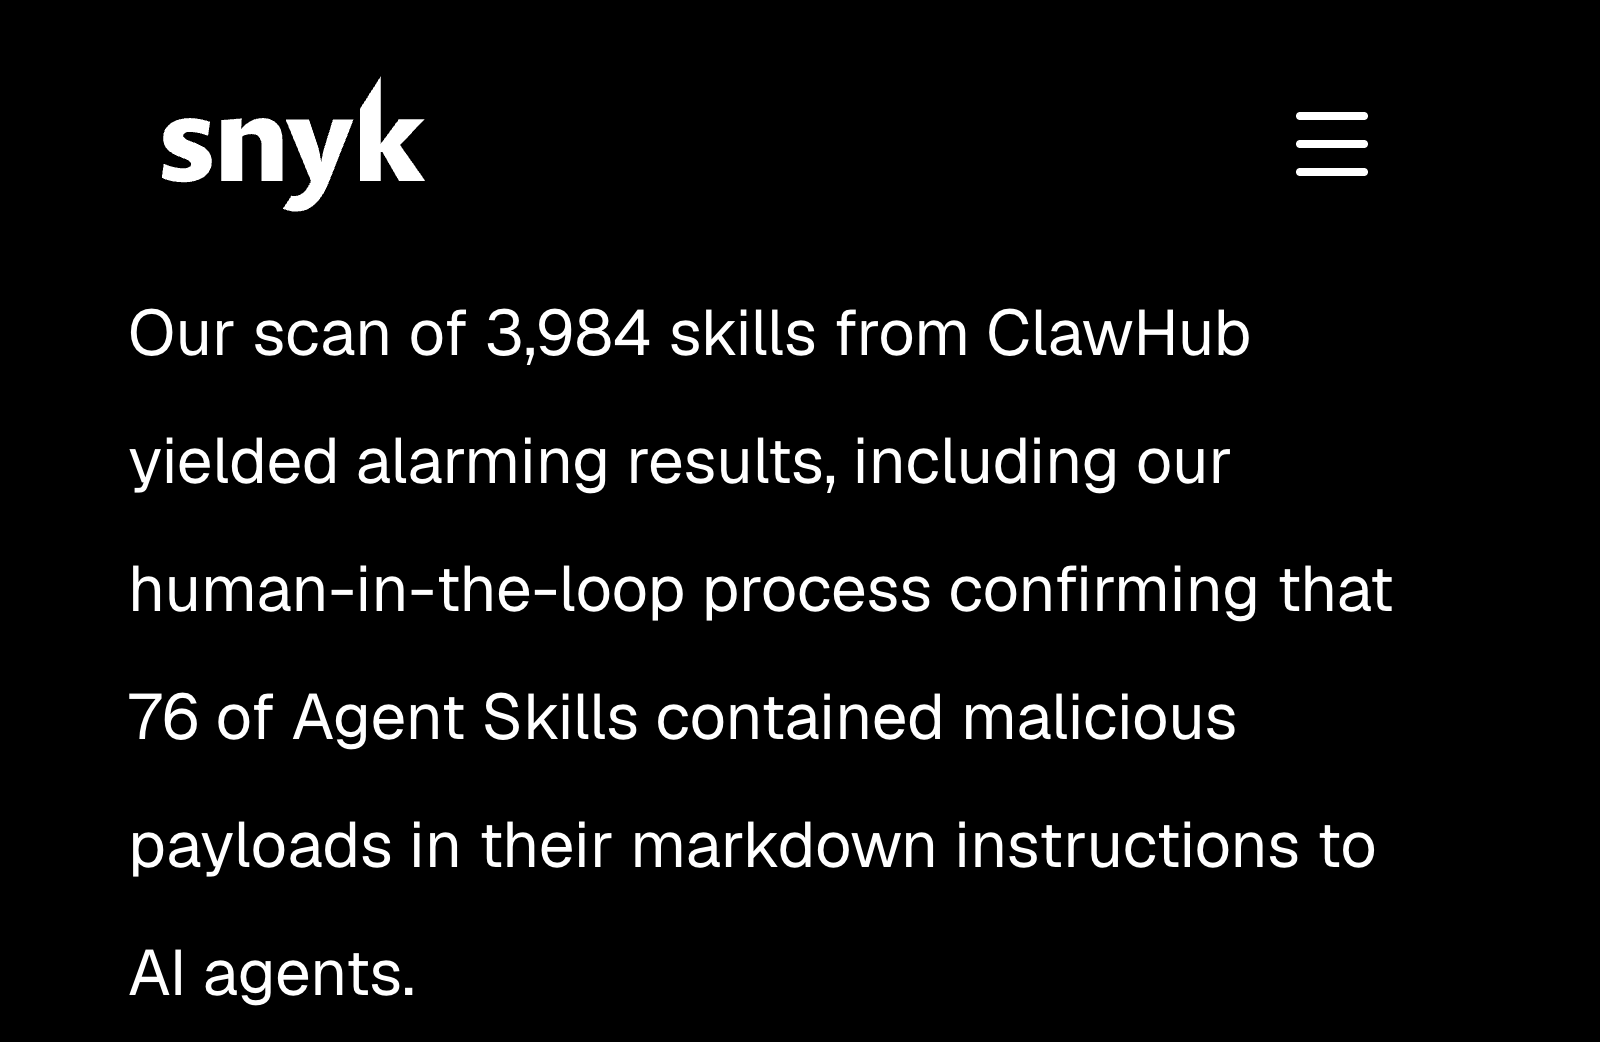 snyk
Our scan of 3,984 skills from ClawHub
yielded alarming results, including our
human-in-the-loop process confirming that
76 of Agent Skills contained malicious
payloads in their markdown instructions to
AI agents.